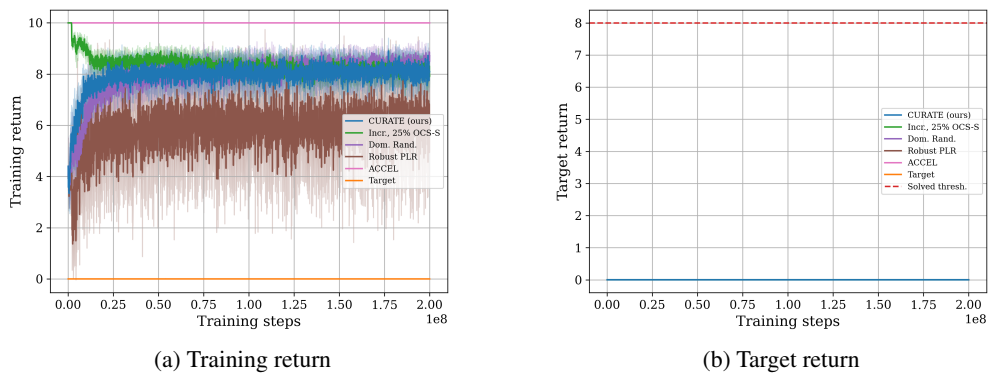 Training return
10
8
6
4
2
0
CURATE (ours)
Incr., 25% OCS-S
Dom. Rand.
Robust PLR
ACCEL
Target
0.00 0.25 0.50 0.75 1.00 1.25 1.50 1.75 2.00
Training steps
1e8
(a) Training return
Target return
8
7
6
5
4
3
2
1
0
CURATE (ours)
Incr., 25% OCS-S
Dom. Rand.
Robust PLR
ACCEL
Target
Solved thresh.
0.00 0.25 0.50 0.75 1.00 1.25 1.50 1.75 2.00
Training steps
1e8
(b) Target return